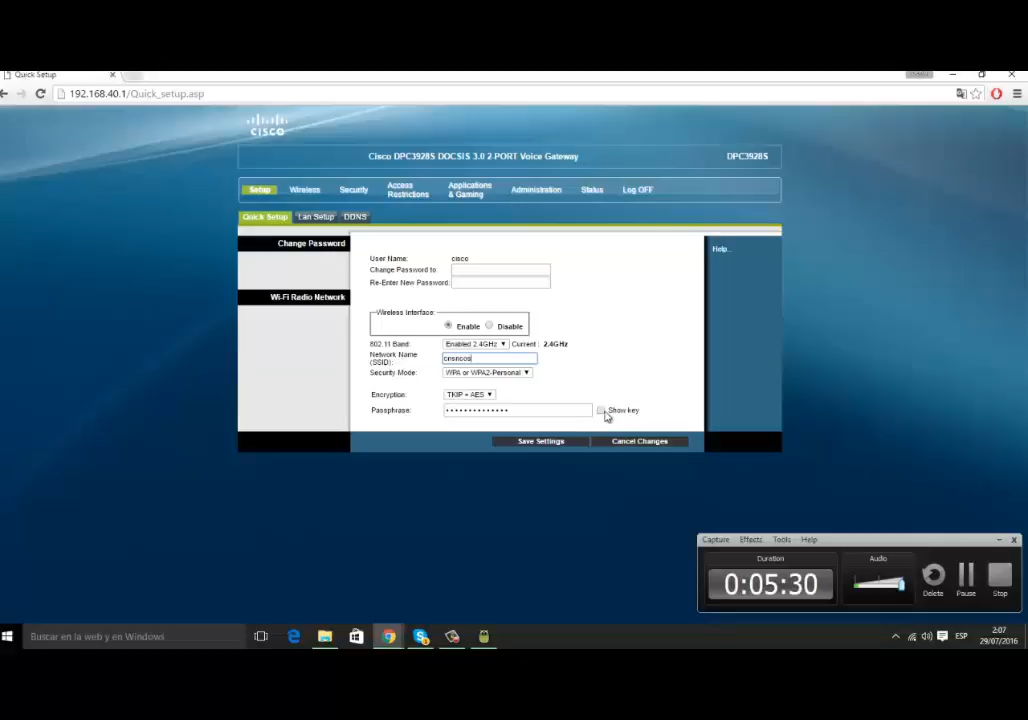 Quick Setup
192.168.40.1/Quick_setup.asp
CISCO
Cisco DPC3928S DOCSIS 3.0 2-PORT Voice Gateway DPC3928S
Setup Wireless Security Access Restrictions Applications & Gaming Administration Status Log OFF
Quick Setup Lan Setup DDNS
Change Password
Help...
User Name: cisco
Change Password to
Re-Enter New Password:
Wi-Fi Radio Network
Wireless Interface:
Enable Disable
802.11 Band: Enabled 2.4GHz Current : 2.4GHz
Network Name (SSID):
Security Mode: WPA or WPA2-Personal
Encryption: TKIP + AES
Passphrase: •••••••••••••• Show key
Save Settings Cancel Changes
Capture Effects Tools Help
Duration Audio
0:05:30
Delete Pause Stop
Buscar en la web y en Windows
ESP
2:07
29/07/2016